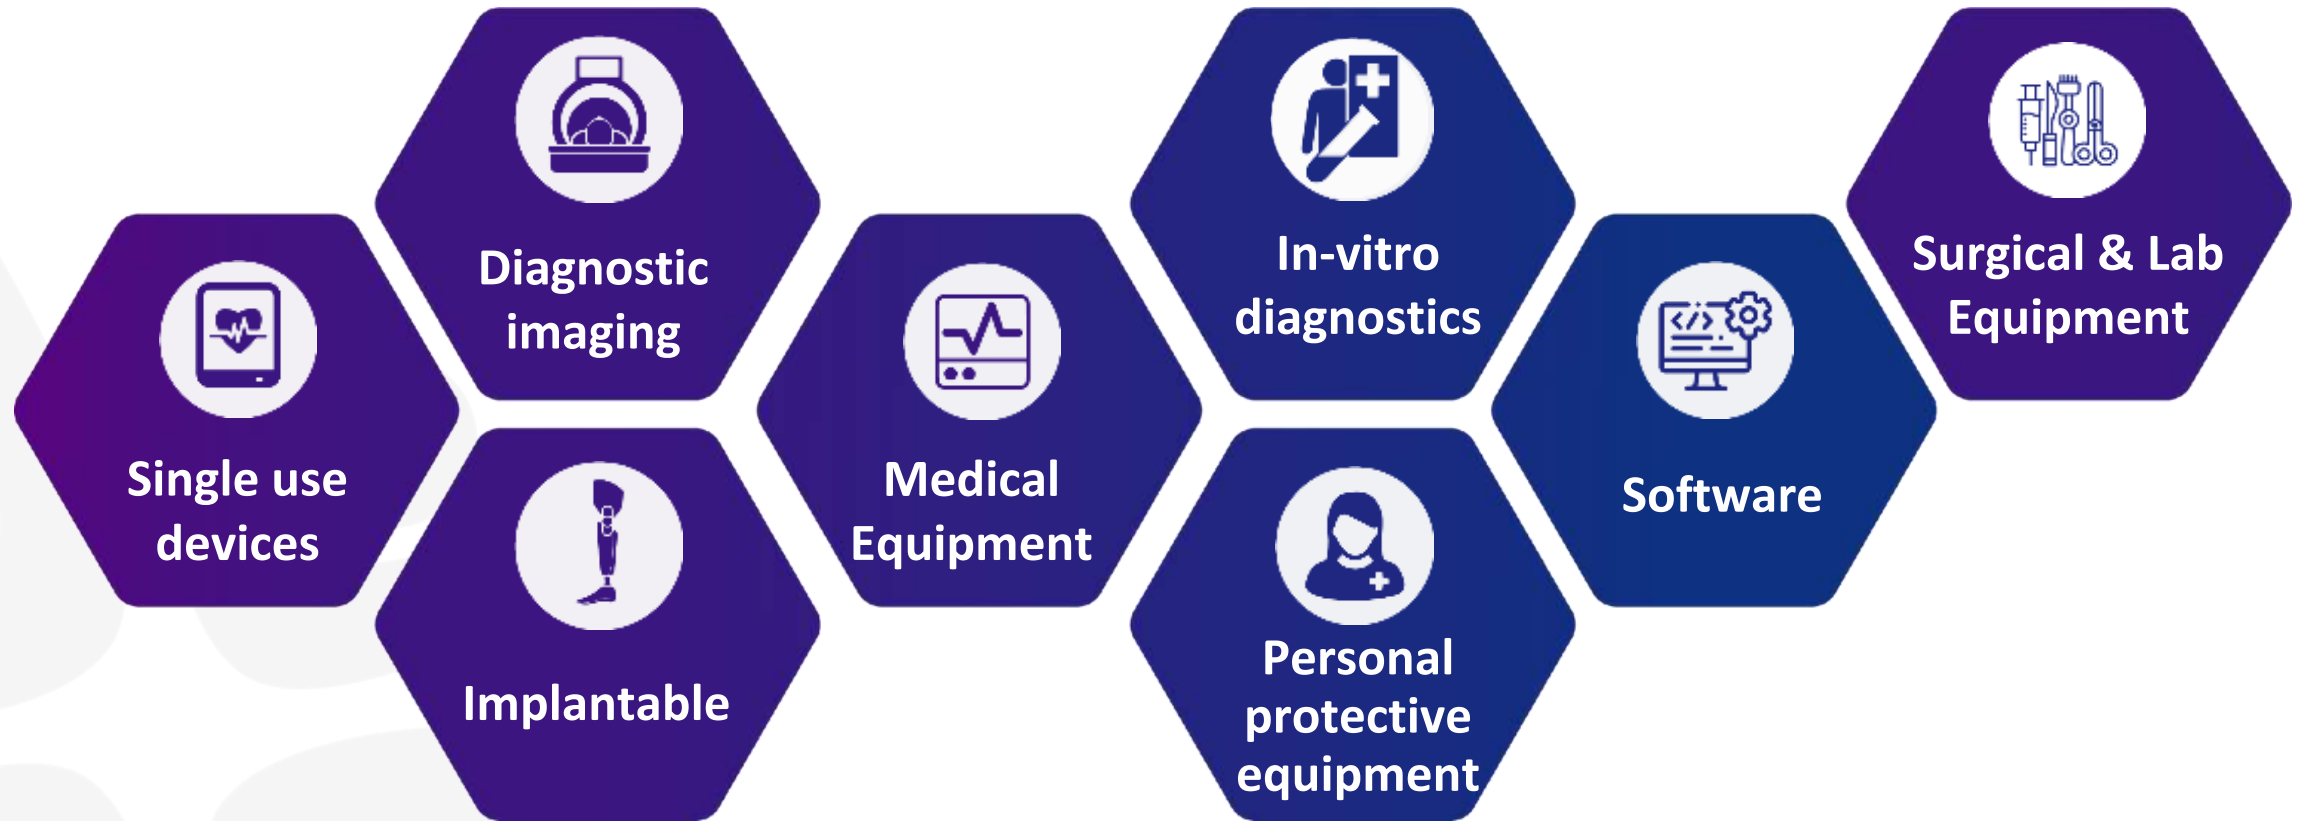 Single use
devices
Diagnostic
imaging
Implantable
Medical
Equipment
In-vitro
diagnostics
Personal
protective
equipment
Software
Surgical & Lab
Equipment